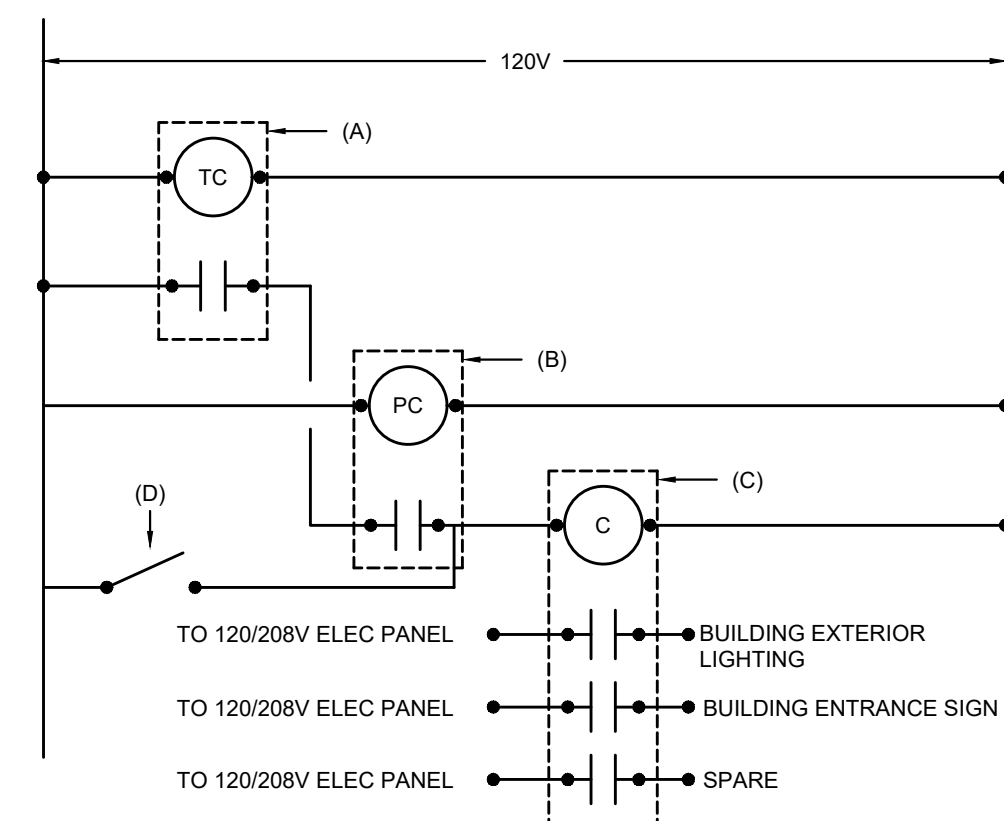 120V
(A)
TC
(B)
PC
(C)
(D)
C
TO 120/208V ELEC PANEL
BUILDING EXTERIOR
LIGHTING
TO 120/208V ELEC PANEL
BUILDING ENTRANCE SIGN
TO 120/208V ELEC PANEL
SPARE